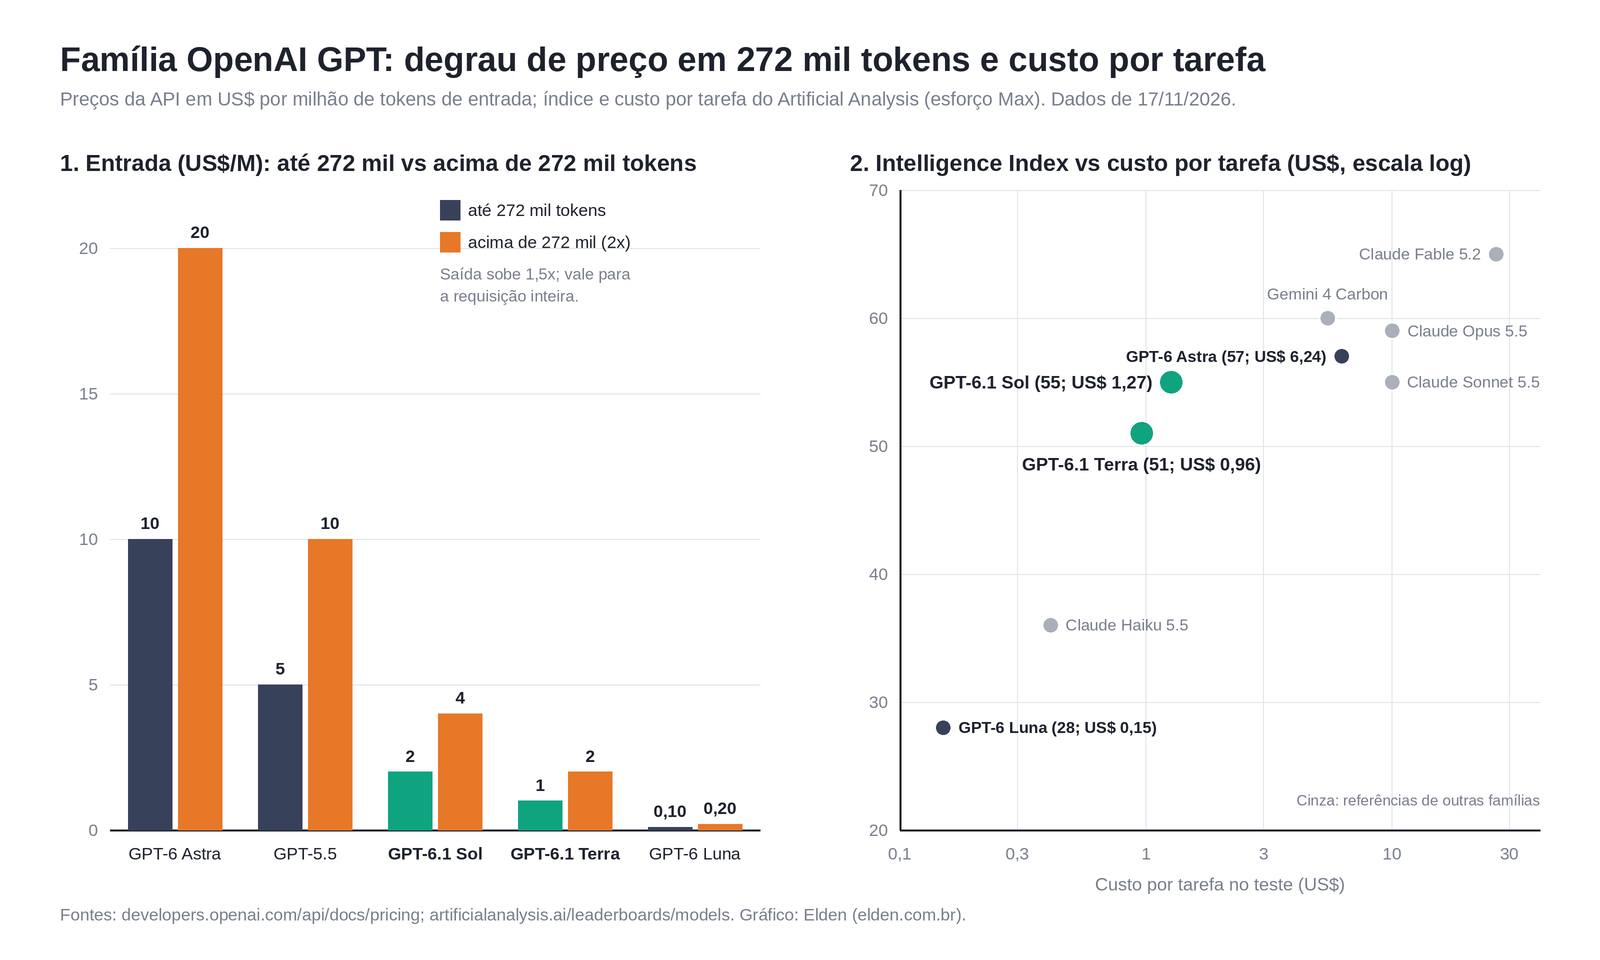 Família OpenAI GPT: degrau de preço em 272 mil tokens e custo por tarefa
Preços da API em US$ por milhão de tokens de entrada; índice e custo por tarefa do Artificial Analysis (esforço Max). Dados de 17/11/2026.
1. Entrada (US$/M): até 272 mil vs acima de 272 mil tokens
até 272 mil tokens
acima de 272 mil (2x)
Saída sobe 1,5x; vale para
a requisição inteira.
20
15
10
5
0
10
20
5
10
2
4
1
2
0,10
0,20
GPT-6 Astra
GPT-5.5
GPT-6.1 Sol
GPT-6.1 Terra
GPT-6 Luna
2. Intelligence Index vs custo por tarefa (US$, escala log)
70
60
50
40
30
20
Claude Fable 5.2
Gemini 4 Carbon
Claude Opus 5.5
GPT-6 Astra (57; US$ 6,24)
GPT-6.1 Sol (55; US$ 1,27)
Claude Sonnet 5.5
GPT-6.1 Terra (51; US$ 0,96)
Claude Haiku 5.5
GPT-6 Luna (28; US$ 0,15)
Cinza: referências de outras famílias
0,1
0,3
1
3
10
30
Custo por tarefa no teste (US$)
Fontes: developers.openai.com/api/docs/pricing; artificialanalysis.ai/leaderboards/models. Gráfico: Elden (elden.com.br).